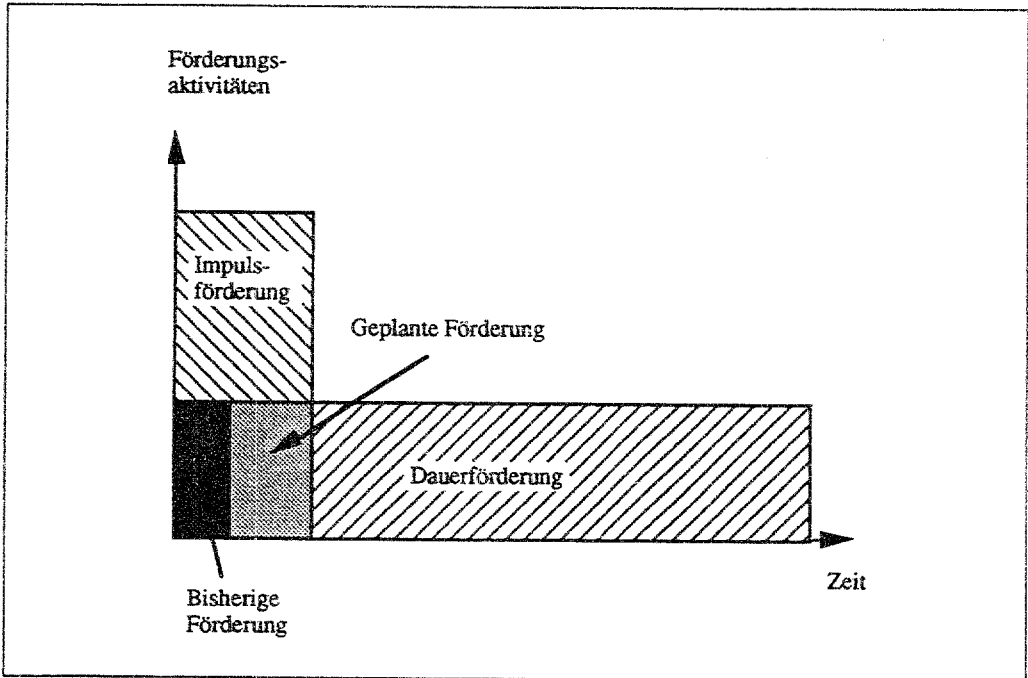 Förderungs-
aktivitäten
Impuls-
förderung
Geplante Förderung
Dauerförderung
Zeit
Bisherige
Förderung